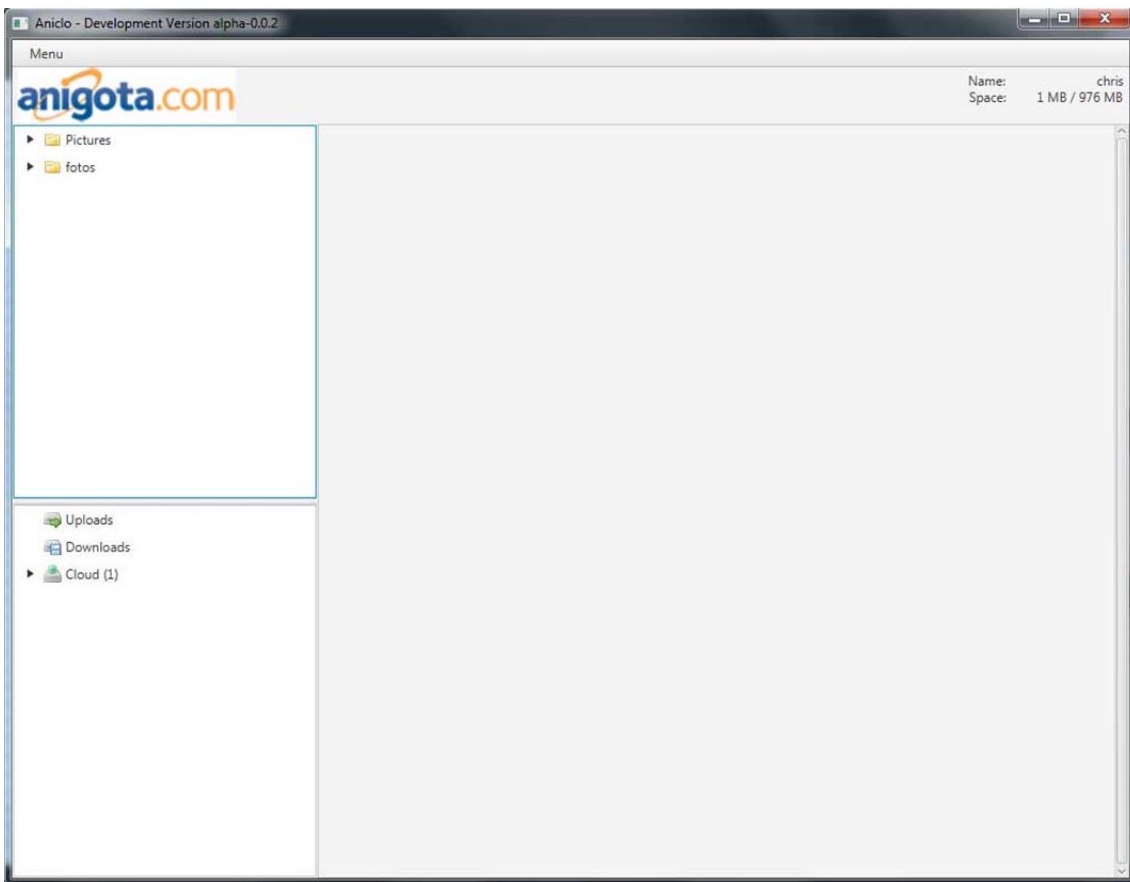 Aniclo - Development Version alpha-0.0.2
Menu
anigota.com
Name: chris
Space: 1 MB / 976 MB
Pictures
fotos
Uploads
Downloads
Cloud (1)